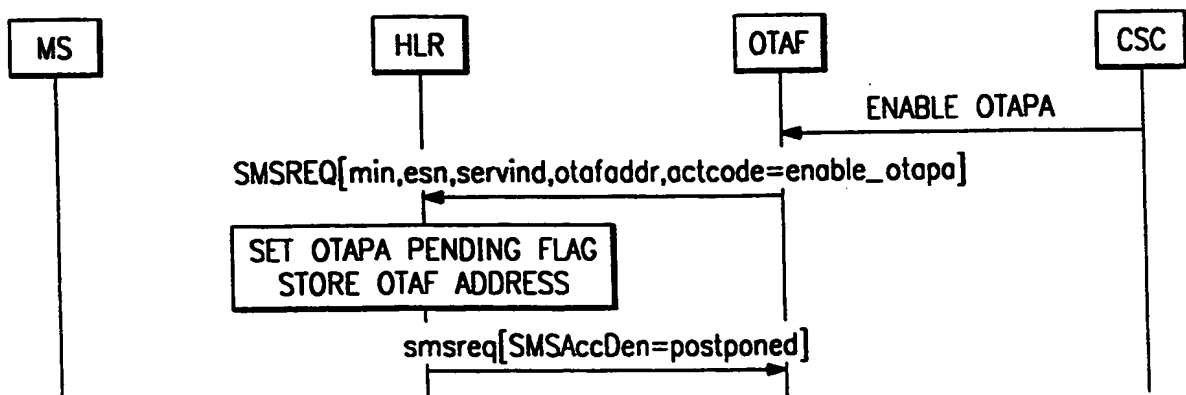 MS
HLR
OTAF
CSC
ENABLE OTAPA
SMSREQ[min,esn,servind,otafaddr,actcode=enable_otapa]
SET OTAPA PENDING FLAG
STORE OTAF ADDRESS
smsreq[SMSAccDen=postponed]